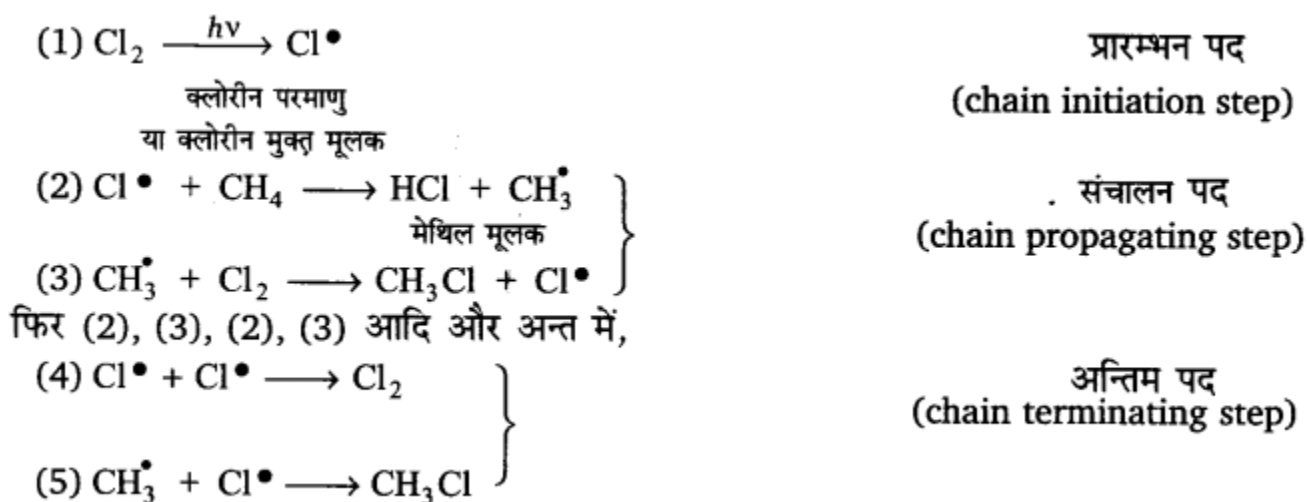 (1) Cl₂ —hν→ Cl• प्रारम्भन पद
क्लोरीन परमाणु (chain initiation step)
या क्लोरीन मुक्त मूलक
(2) Cl• + CH₄ ⟶ HCl + CH₃• . संचालन पद
मेथिल मूलक (chain propagating step)
(3) CH₃• + Cl₂ ⟶ CH₃Cl + Cl•
फिर (2), (3), (2), (3) आदि और अन्त में,
(4) Cl• + Cl• ⟶ Cl₂ अन्तिम पद
(chain terminating step)
(5) CH₃• + Cl• ⟶ CH₃Cl